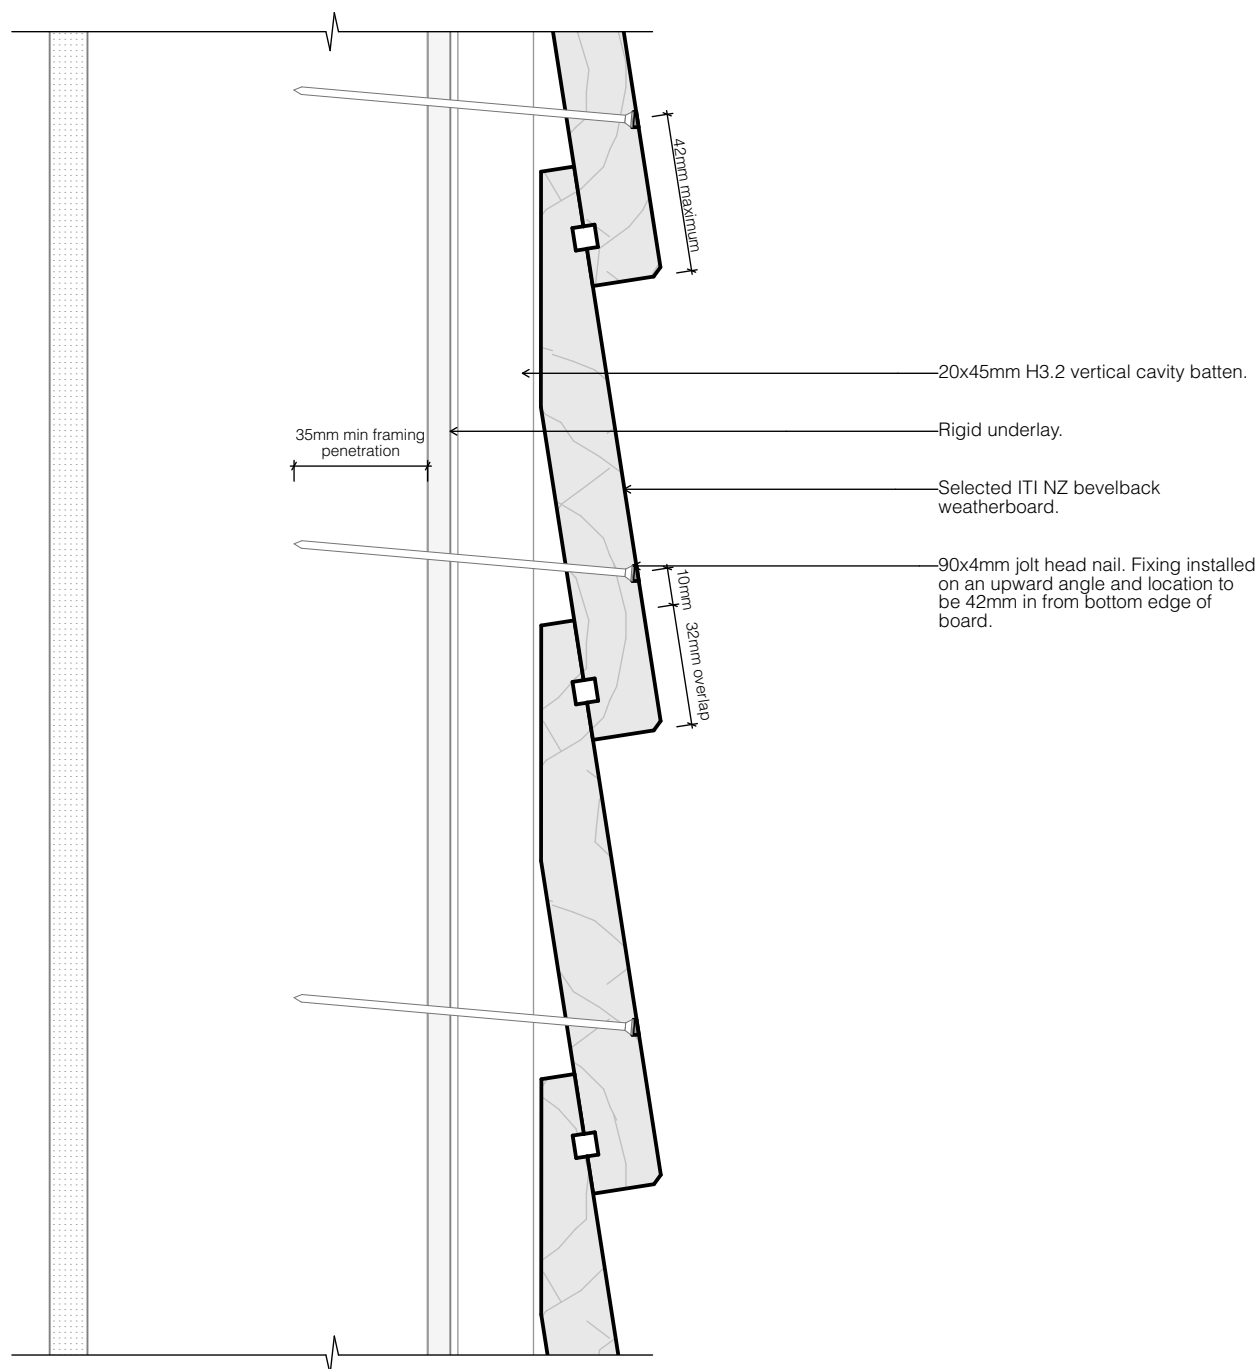 42mm maximum
20x45mm H3.2 vertical cavity batten.
Rigid underlay.
35mm min framing
penetration
Selected ITI NZ bevelback
weatherboard.
90x4mm jolt head nail. Fixing installed
on an upward angle and location to
be 42mm in from bottom edge of
board.
10mm
32mm overlap